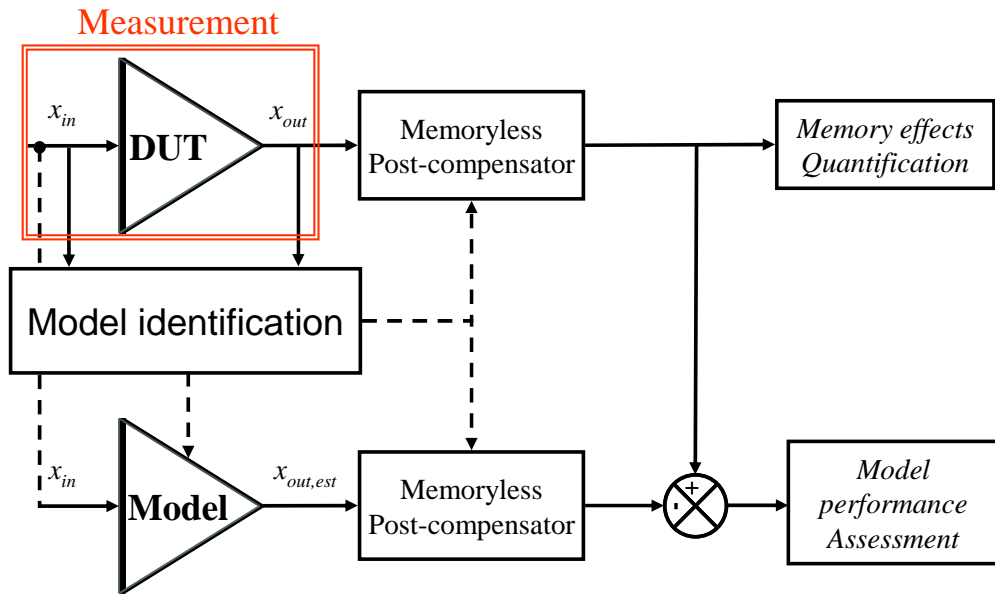 Measurement
x_in
DUT
x_out
Memoryless
Post-compensator
Memory effects
Quantification
Model identification
x_in
Model
x_out,est
Memoryless
Post-compensator
+
-
Model
performance
Assessment